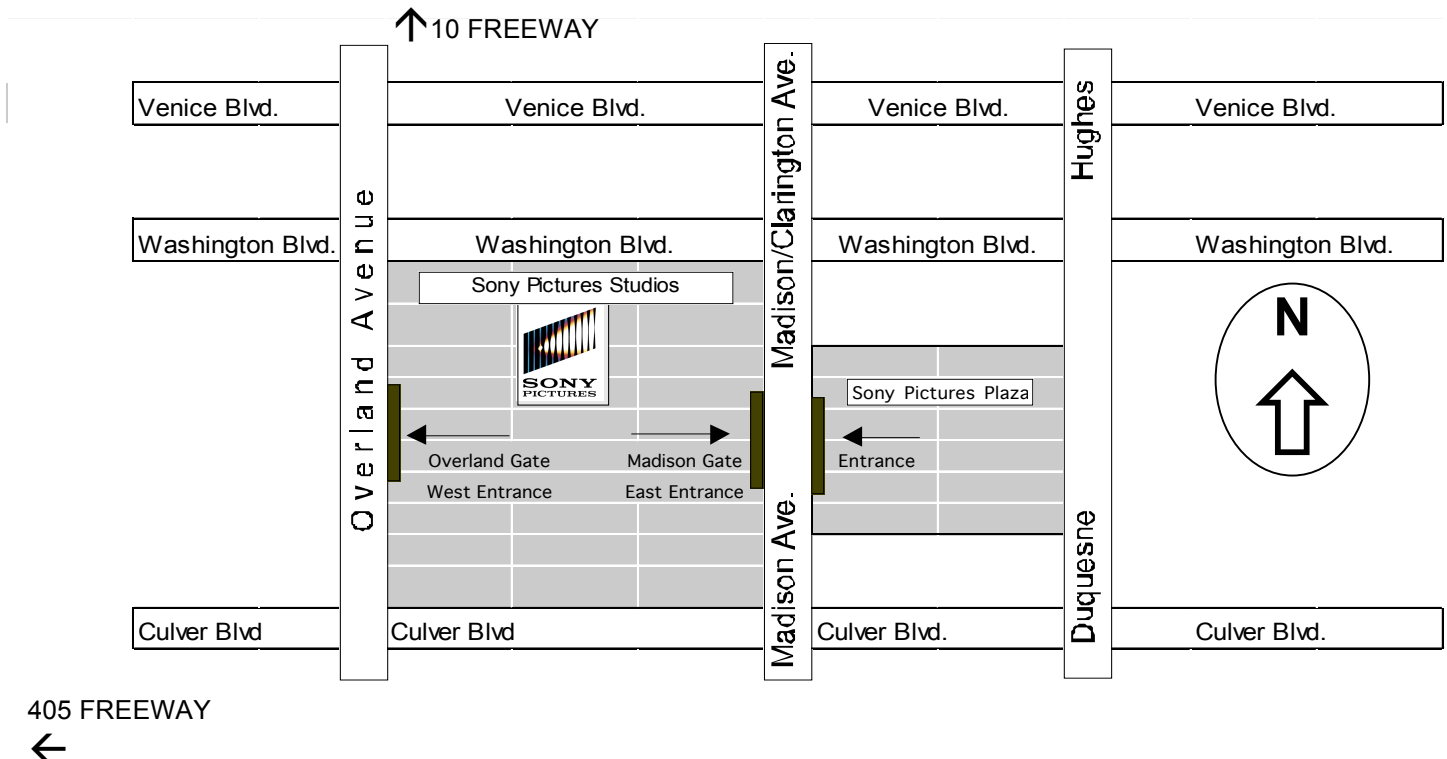 10 FREEWAY
Venice Blvd.
Venice Blvd.
Venice Blvd.
Venice Blvd.
Overland Avenue
Madison/Clarington Ave.
Hughes
Washington Blvd.
Washington Blvd.
Washington Blvd.
Washington Blvd.
Sony Pictures Studios
SONY
PICTURES
Sony Pictures Plaza
N
Overland Gate
West Entrance
Madison Gate
East Entrance
Entrance
Madison Ave.
Duquesne
Culver Blvd
Culver Blvd
Culver Blvd.
Culver Blvd.
405 FREEWAY